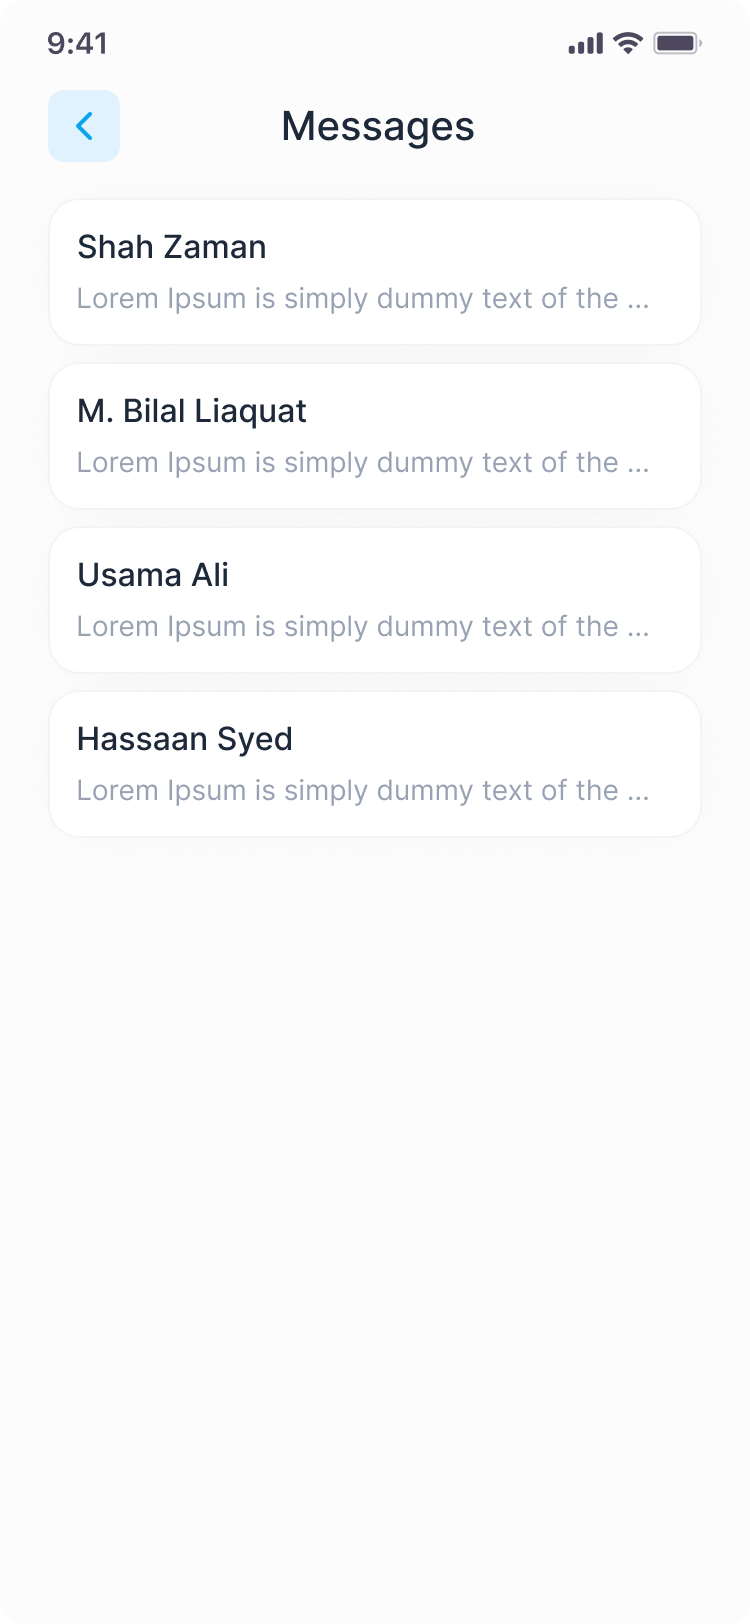 9:41
Messages
Shah Zaman
Lorem Ipsum is simply dummy text of the ...
M. Bilal Liaquat
Lorem Ipsum is simply dummy text of the ...
Usama Ali
Lorem Ipsum is simply dummy text of the ...
Hassaan Syed
Lorem Ipsum is simply dummy text of the ...